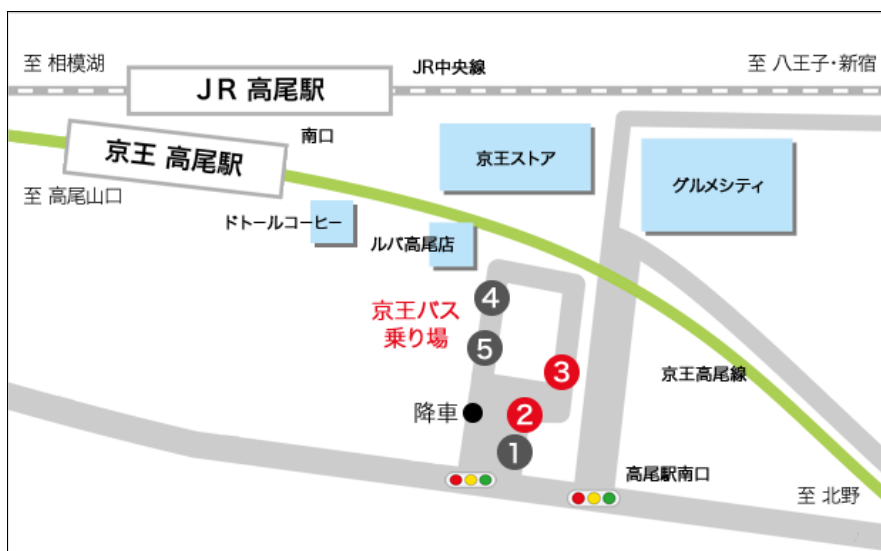 至 相模湖
JR中央線
至 八王子・新宿
JR 高尾駅
南口
京王 高尾駅
京王ストア
グルメシティ
至 高尾山口
ドトールコーヒー
ルパ高尾店
京王バス
乗り場
4
5
3
京王高尾線
降車
2
1
高尾駅南口
至 北野